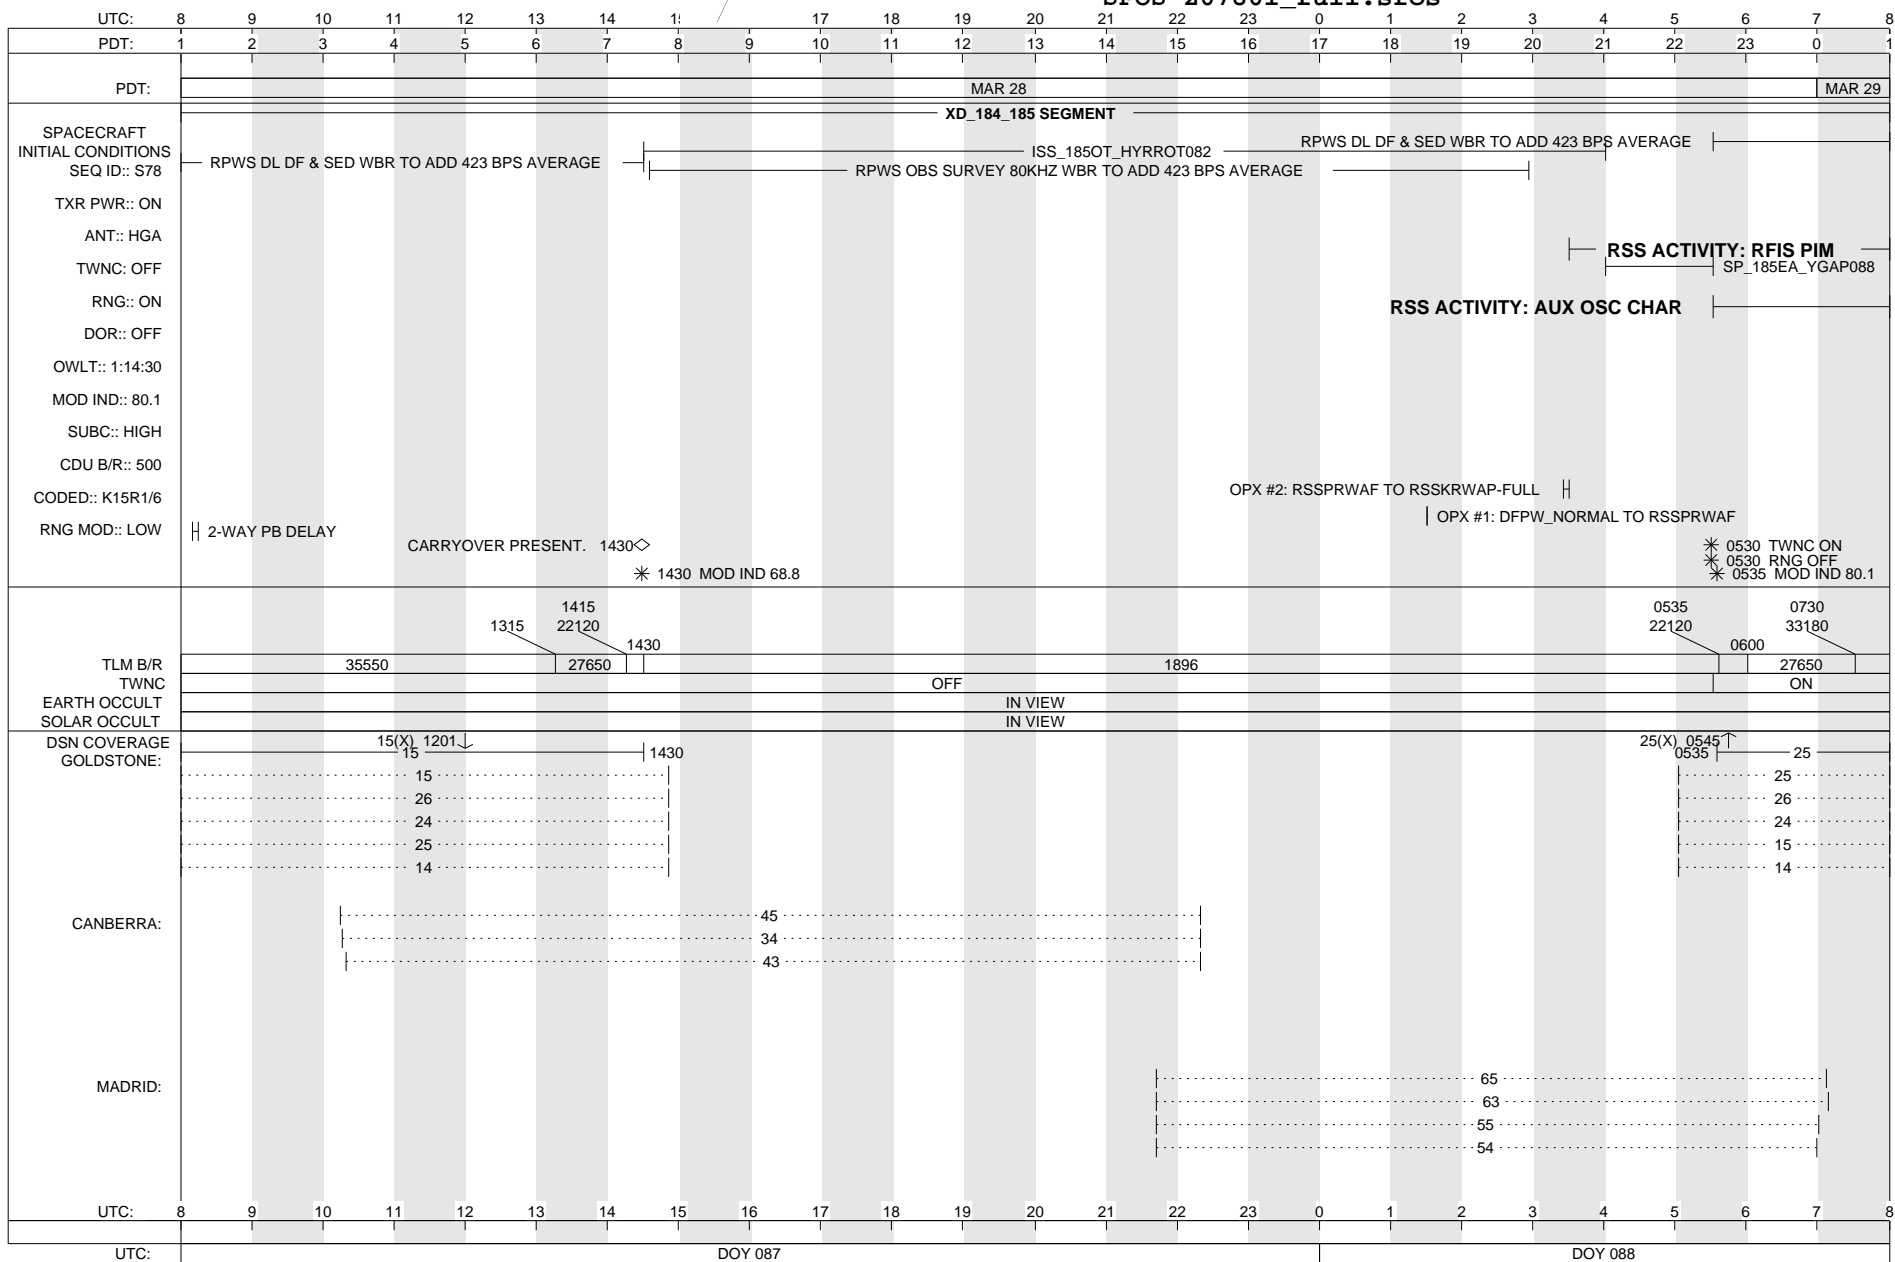 SFOS 20780I_full.sfos
UTC: 8 9 10 11 12 13 14 15 17 18 19 20 21 22 23 0 1 2 3 4 5 6 7 8
PDT: 1 2 3 4 5 6 7 8 9 10 11 12 13 14 15 16 17 18 19 20 21 22 23 0 1
PDT: MAR 28 MAR 29
XD_184_185 SEGMENT
SPACECRAFT
INITIAL CONDITIONS
SEQ ID:: S78
RPWS DL DF & SED WBR TO ADD 423 BPS AVERAGE
ISS_185OT_HYRROT082
RPWS DL DF & SED WBR TO ADD 423 BPS AVERAGE
RPWS OBS SURVEY 80KHZ WBR TO ADD 423 BPS AVERAGE
TXR PWR:: ON
ANT:: HGA
RSS ACTIVITY: RFIS PIM
TWNC: OFF
SP_185EA_YGAP088
RNG:: ON
RSS ACTIVITY: AUX OSC CHAR
DOR:: OFF
OWLT:: 1:14:30
MOD IND:: 80.1
SUBC:: HIGH
CDU B/R:: 500
CODED:: K15R1/6
OPX #2: RSSPRWAF TO RSSKRWAP-FULL
OPX #1: DFPW_NORMAL TO RSSPRWAF
RNG MOD:: LOW
2-WAY PB DELAY
CARRYOVER PRESENT. 1430
1430 MOD IND 68.8
0530 TWNC ON
0530 RNG OFF
0535 MOD IND 80.1
1415 0535 0730
1315 22120 22120 33180
1430 0600
TLM B/R 35550 27650 1896 27650
TWNC OFF ON
EARTH OCCULT IN VIEW
SOLAR OCCULT IN VIEW
DSN COVERAGE 15(X) 1201 25(X) 0545
GOLDSTONE: 15 1430 0535 25
15 25
26 26
24 24
25 15
14 14
CANBERRA:
45
34
43
MADRID:
65
63
55
54
UTC: 8 9 10 11 12 13 14 15 16 17 18 19 20 21 22 23 0 1 2 3 4 5 6 7 8
UTC: DOY 087 DOY 088